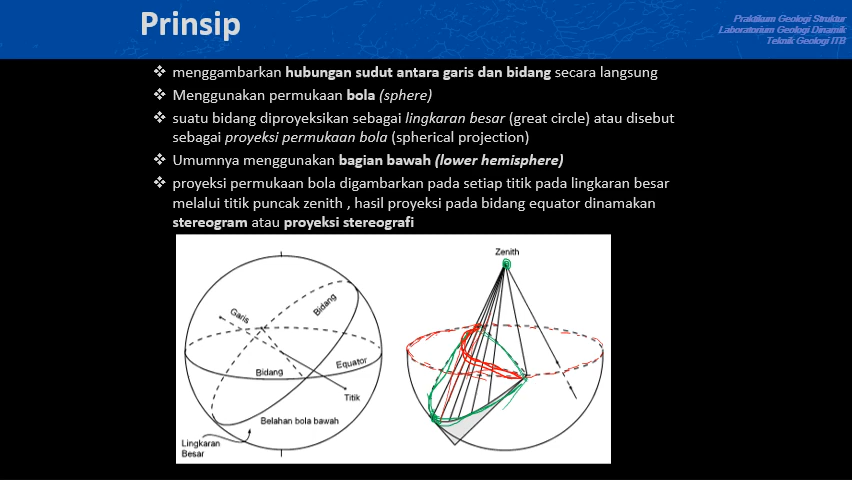 Prinsip
Praktikum Geologi Struktur
Laboratorium Geologi Dinamik
Teknik Geologi ITB
❖ menggambarkan hubungan sudut antara garis dan bidang secara langsung
❖ Menggunakan permukaan bola (sphere)
❖ suatu bidang diproyeksikan sebagai lingkaran besar (great circle) atau disebut
sebagai proyeksi permukaan bola (spherical projection)
❖ Umumnya menggunakan bagian bawah (lower hemisphere)
❖ proyeksi permukaan bola digambarkan pada setiap titik pada lingkaran besar
melalui titik puncak zenith , hasil proyeksi pada bidang equator dinamakan
stereogram atau proyeksi stereografi
Zenith
Garis
Bidang
Equator
Bidang
Titik
Belahan bola bawah
Lingkaran
Besar